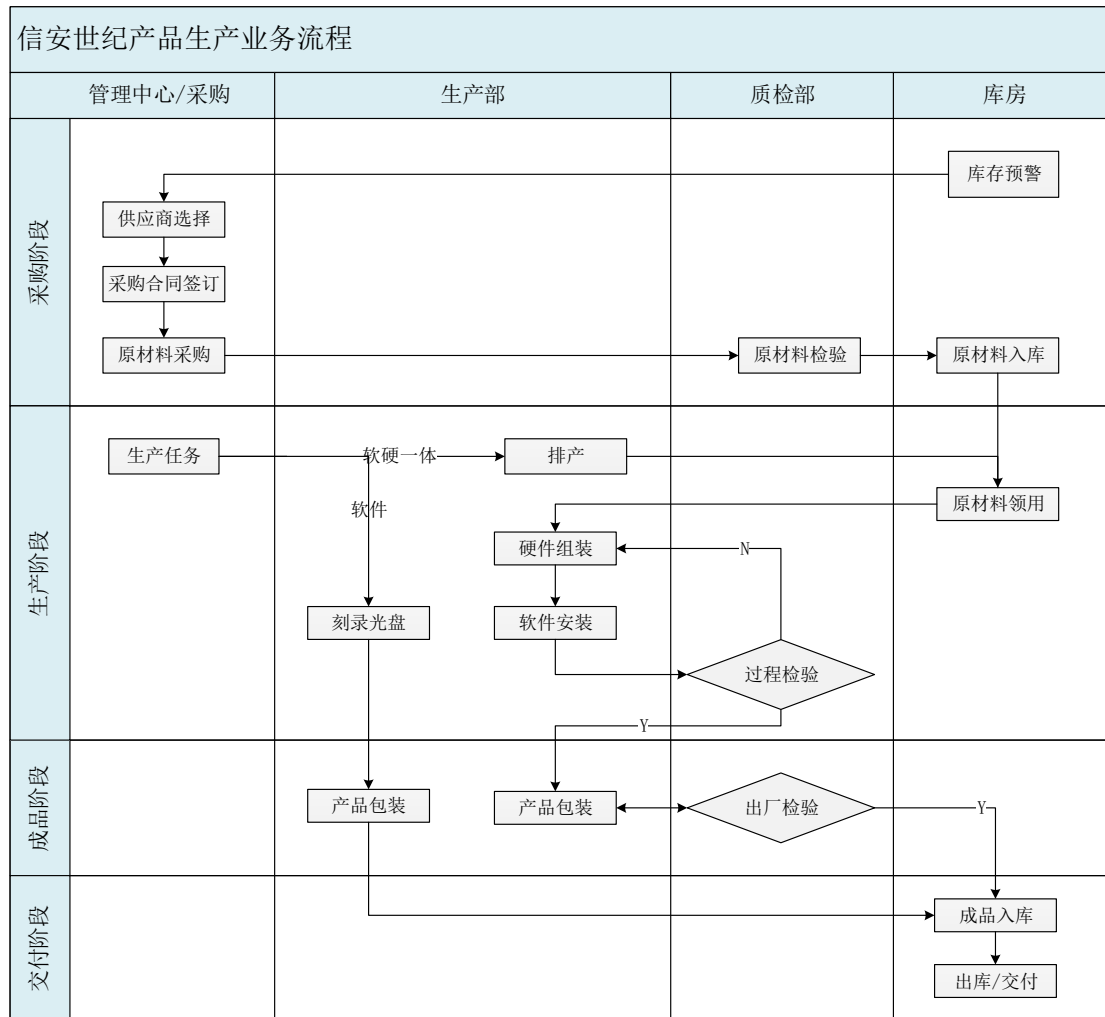 信安世纪产品生产业务流程
管理中心/采购
生产部
质检部
库房
采购阶段
库存预警
供应商选择
采购合同签订
原材料采购
原材料检验
原材料入库
生产阶段
生产任务
软硬一体
排产
软件
原材料领用
硬件组装
N
刻录光盘
软件安装
过程检验
Y
成品阶段
产品包装
产品包装
出厂检验
Y
交付阶段
成品入库
出库/交付